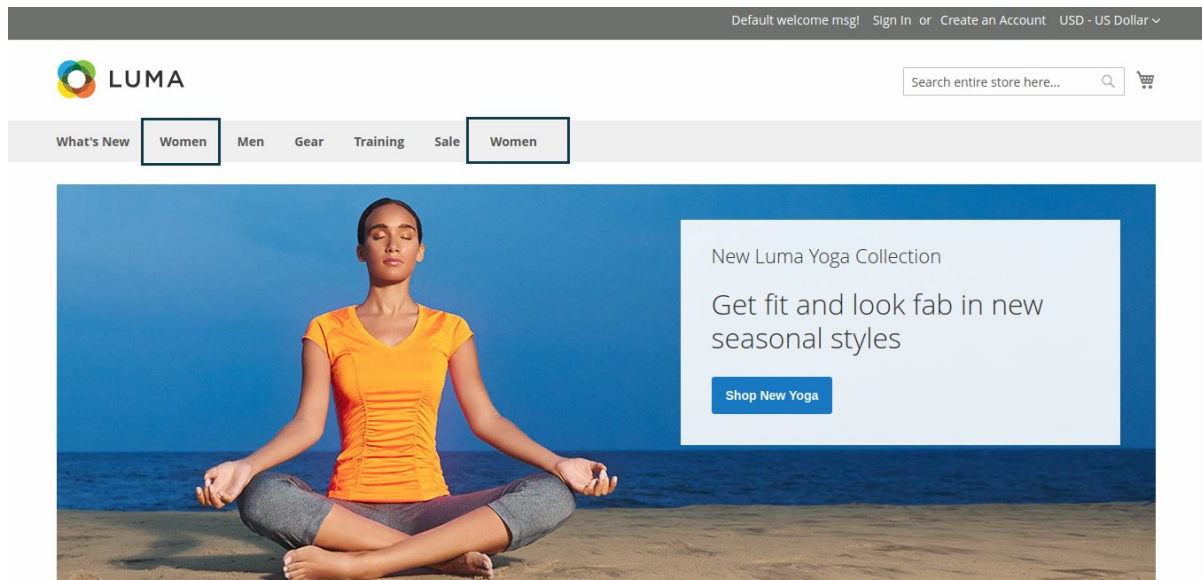 Default welcome msg! Sign In or Create an Account USD - US Dollar
LUMA
Search entire store here...
What's New Women Men Gear Training Sale Women
New Luma Yoga Collection
Get fit and look fab in new
seasonal styles
Shop New Yoga